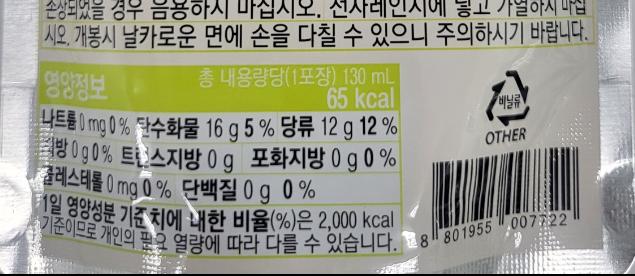 손상되었을 경우 음용하지 마십시오. 전자레인지에 넣고 가열하지 마십
시오. 개봉시 날카로운 면에 손을 다칠 수 있으니 주의하시기 바랍니다.
영양정보
총 내용량당(1포장) 130 mL
65 kcal
나트륨 0 mg 0% 탄수화물 16 g 5% 당류 12 g 12%
지방 0 g 0% 트랜스지방 0 g 포화지방 0 g 0%
콜레스테롤 0 mg 0% 단백질 0 g 0%
1일 영양성분 기준치에 대한 비율(%)은 2,000 kcal
기준이므로 개인의 필요 열량에 따라 다를 수 있습니다.
비닐류
OTHER
8 801955 007722